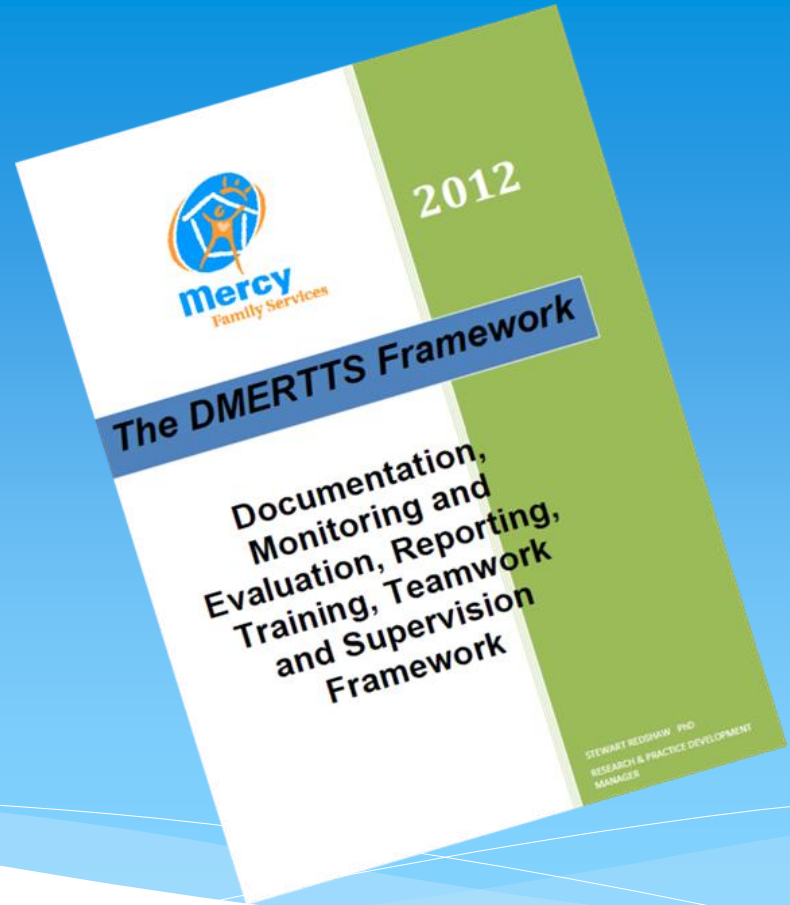 2012
mercy
Family Services
The DMERTTS Framework
Documentation,
Monitoring and
Evaluation, Reporting,
Training, Teamwork
and Supervision
Framework
STEWART REDSHAW PhD
RESEARCH & PRACTICE DEVELOPMENT
MANAGER